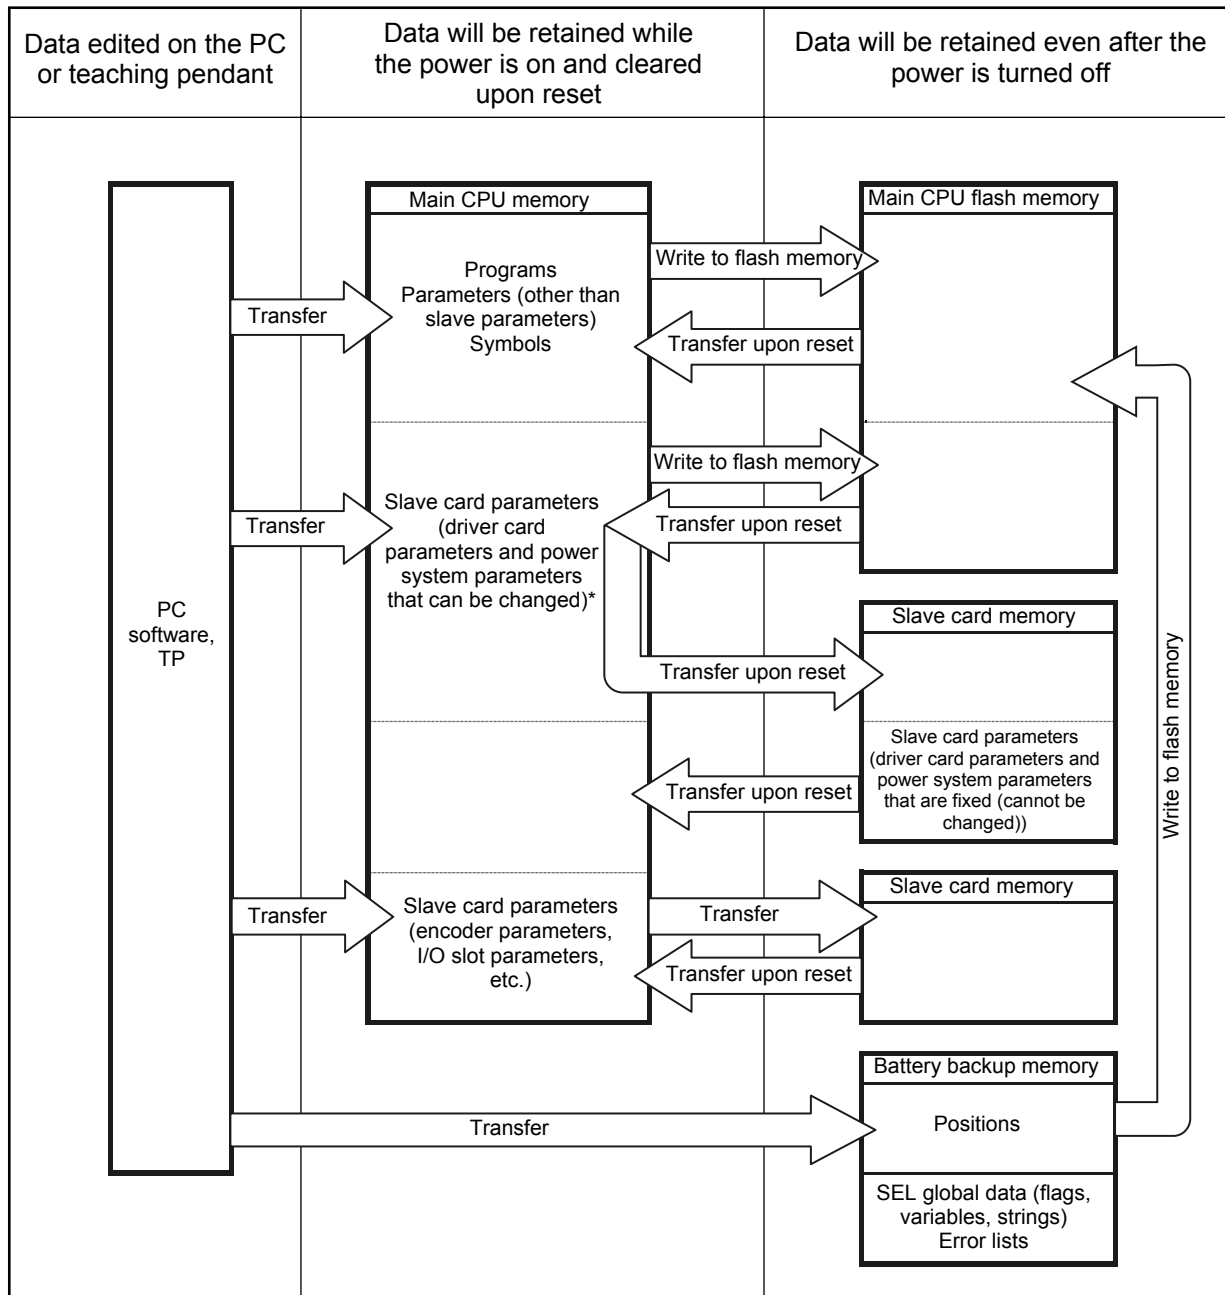 Data edited on the PC
or teaching pendant
Data will be retained while
the power is on and cleared
upon reset
Data will be retained even after the
power is turned off
PC
software,
TP
Transfer
Transfer
Transfer
Transfer
Main CPU memory
Programs
Parameters (other than
slave parameters)
Symbols
Slave card parameters
(driver card
parameters and power
system parameters
that can be changed)*
Slave card parameters
(encoder parameters,
I/O slot parameters,
etc.)
Write to flash memory
Transfer upon reset
Write to flash memory
Transfer upon reset
Transfer upon reset
Transfer upon reset
Transfer
Transfer upon reset
Main CPU flash memory
Slave card memory
Slave card parameters
(driver card parameters and
power system parameters
that are fixed (cannot be
changed))
Slave card memory
Battery backup memory
Positions
SEL global data (flags,
variables, strings)
Error lists
Write to flash memory